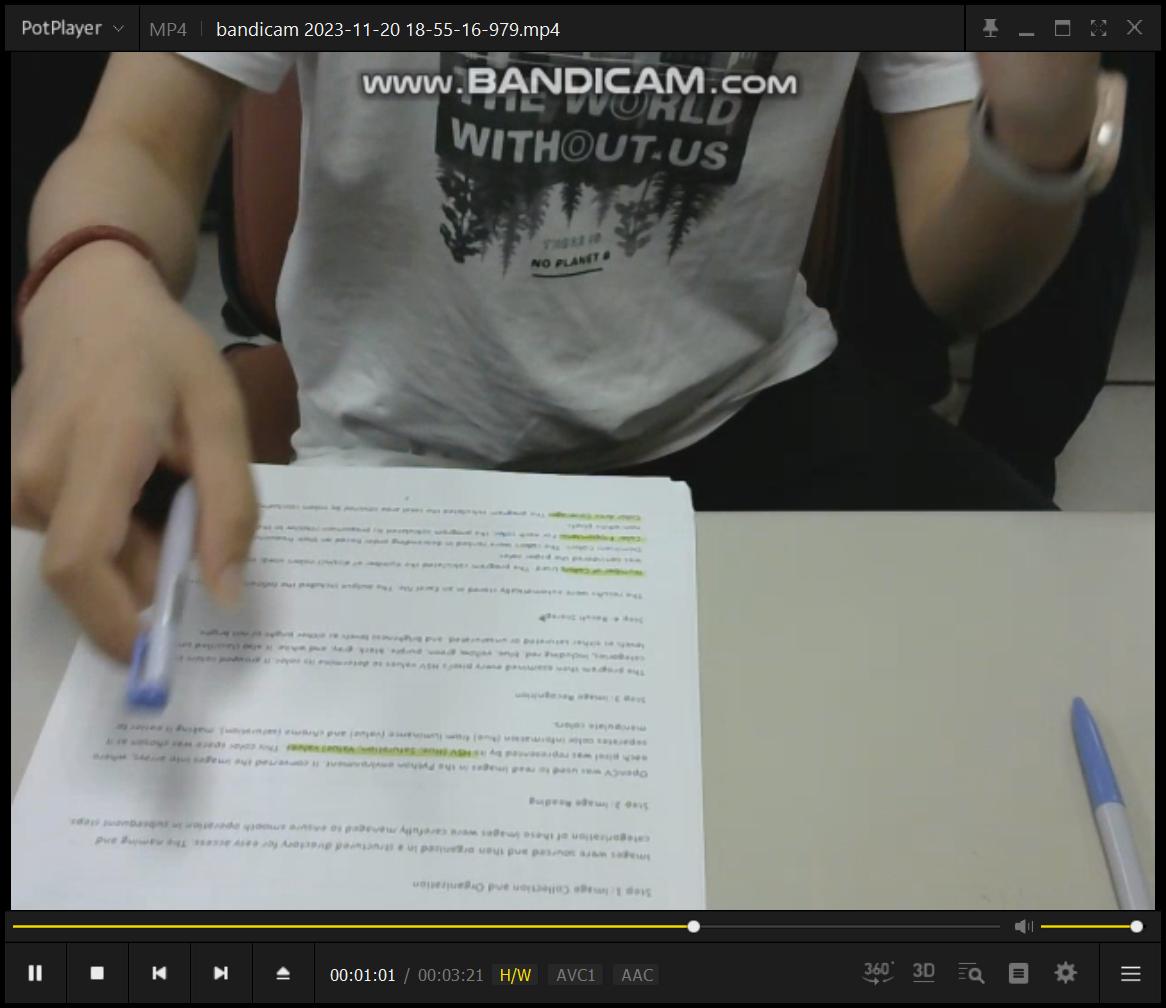 PotPlayer MP4 bandicam 2023-11-20 18-55-16-979.mp4
www.BANDICAM.com
THE WORLD
WITHOUT US
THERE IS
NO PLANET B
Step 1: Image Collection and Organization
Images were sourced and then organized in a structured directory for easy access. The naming and
categorization of these images were carefully managed to ensure smooth operation in subsequent steps.
Step 2: Image Reading
OpenCV was used to read images in the Python environment. It converted the images into arrays, where
each pixel was represented by its HSV (Hue, Saturation, Value) values. This color space was chosen as it
separates color information (hue) from luminance (value) and chroma (saturation), making it easier to
manipulate colors.
Step 3: Image Recognition
The program then examined every pixel's HSV values to determine its color. It grouped colors
categories, including red, blue, yellow, green, purple, black, gray, and white. It also classified
levels as either saturated or unsaturated, and brightness levels as either bright or not bright.
Step 4: Result Storage
The results were automatically stored in an Excel file. The output included the
Number of Colors Used: The program calculated the number of distinct colors used,
was considered the paper color.
Dominant Colors: The colors were ranked in descending order based on their
Color Proportions: For each color, the program calculated its proportion relative to the
non-white pixels.
Color Area Coverage: The program calculated the total area covered by colors
00:01:01 / 00:03:21 H/W AVC1 AAC 360° 3D